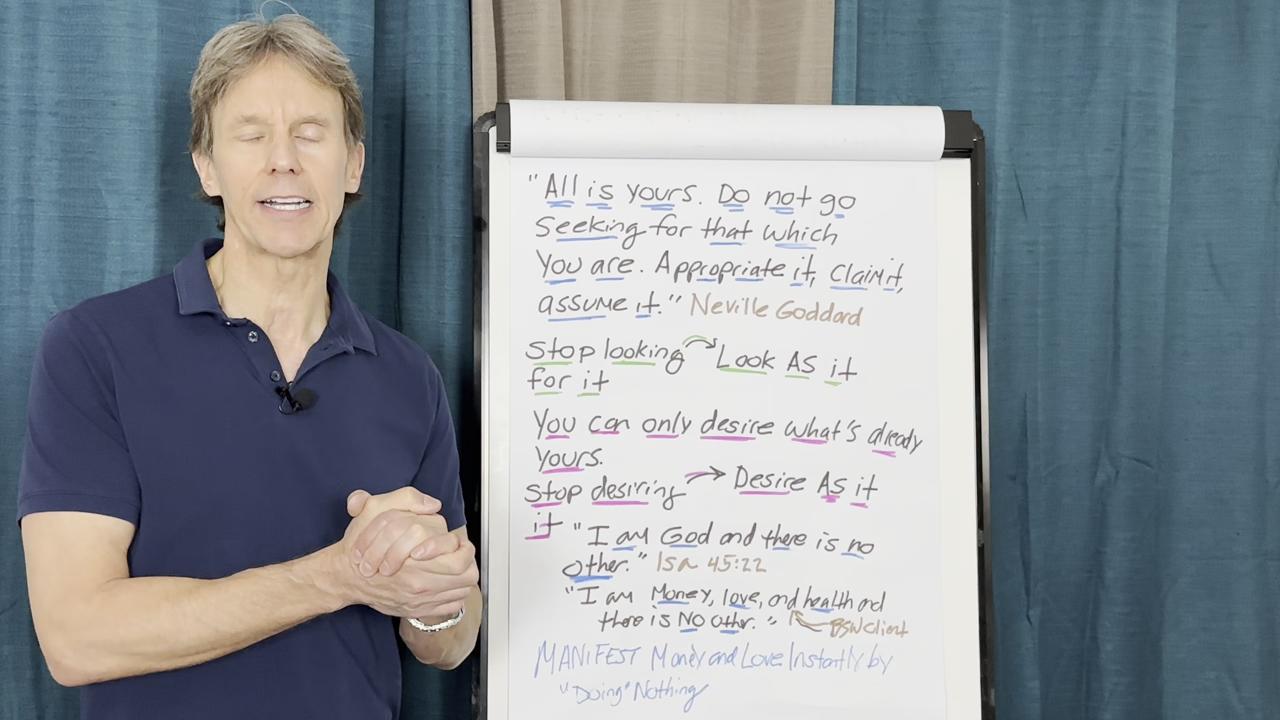 "All is yours. Do not go
Seeking for that which
You are. Appropriate it, Claim it,
assume it." Neville Goddard
Stop looking → Look AS it
for it
You can only desire what's already
yours.
Stop desiring → Desire As it
it
"I am God and there is no
other." Isa 45:22
"I am Money, love, and health and
there is NO other." BSW client
MANIFEST Money and Love Instantly by
"Doing" Nothing